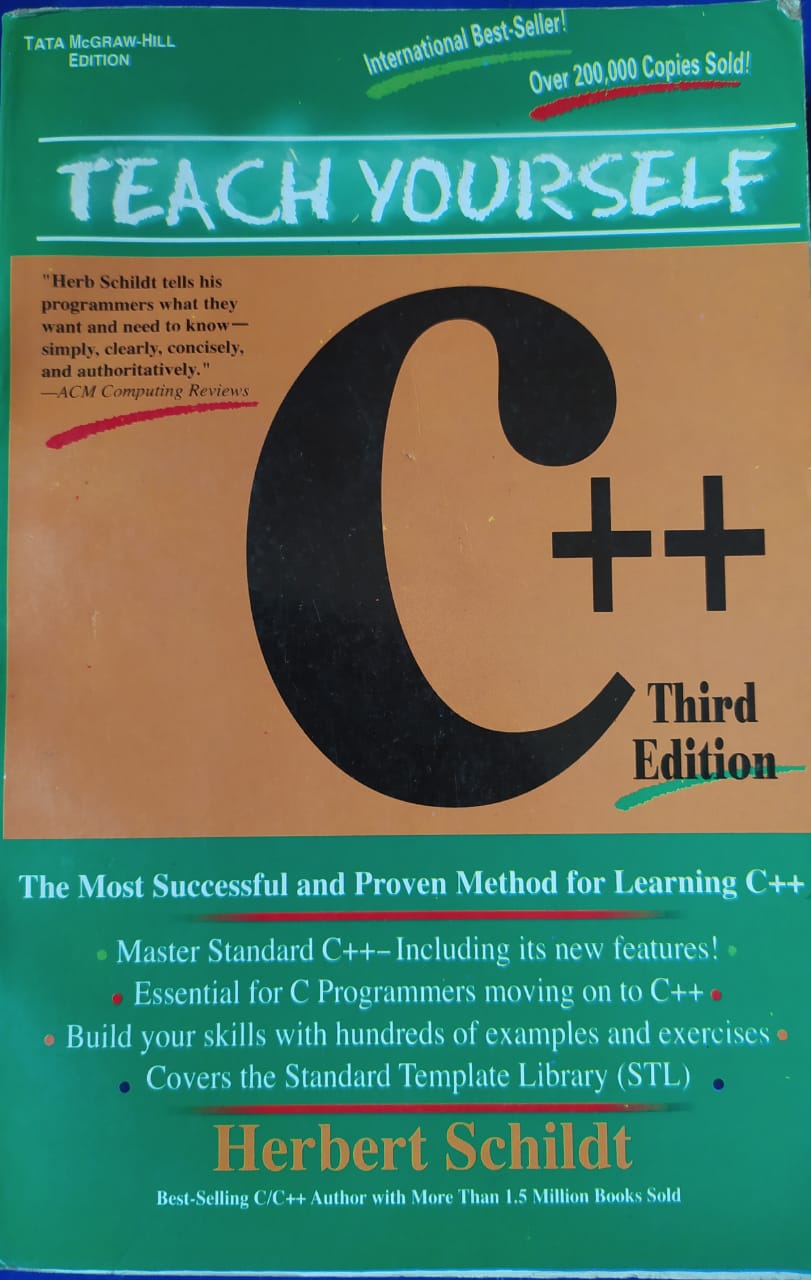 TATA McGRAW-HILL
EDITION
International Best-Seller!
Over 200,000 Copies Sold!
TEACH YOURSELF
"Herb Schildt tells his
programmers what they
want and need to know—
simply, clearly, concisely,
and authoritatively."
—ACM Computing Reviews
C++
Third
Edition
The Most Successful and Proven Method for Learning C++
• Master Standard C++–Including its new features! •
• Essential for C Programmers moving on to C++ •
• Build your skills with hundreds of examples and exercises •
• Covers the Standard Template Library (STL) •
Herbert Schildt
Best-Selling C/C++ Author with More Than 1.5 Million Books Sold